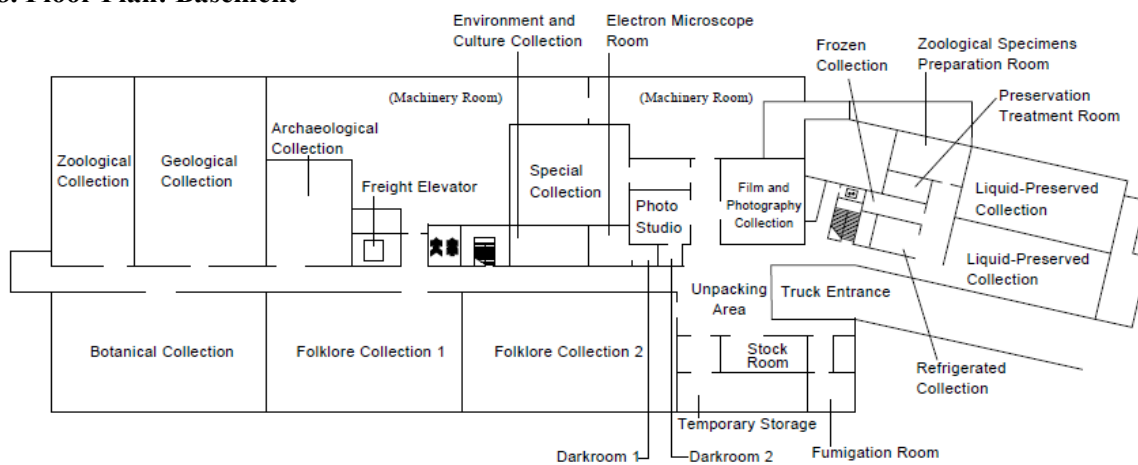 Environment and
Culture Collection
Electron Microscope
Room
Frozen
Collection
Zoological Specimens
Preparation Room
Preservation
Treatment Room
(Machinery Room)
(Machinery Room)
Archaeological
Collection
Zoological
Collection
Geological
Collection
Freight Elevator
Special
Collection
Photo
Studio
Film and
Photography
Collection
Liquid-Preserved
Collection
Liquid-Preserved
Collection
Unpacking
Area
Truck Entrance
Botanical Collection
Folklore Collection 1
Folklore Collection 2
Stock
Room
Refrigerated
Collection
Temporary Storage
Fumigation Room
Darkroom 1
Darkroom 2